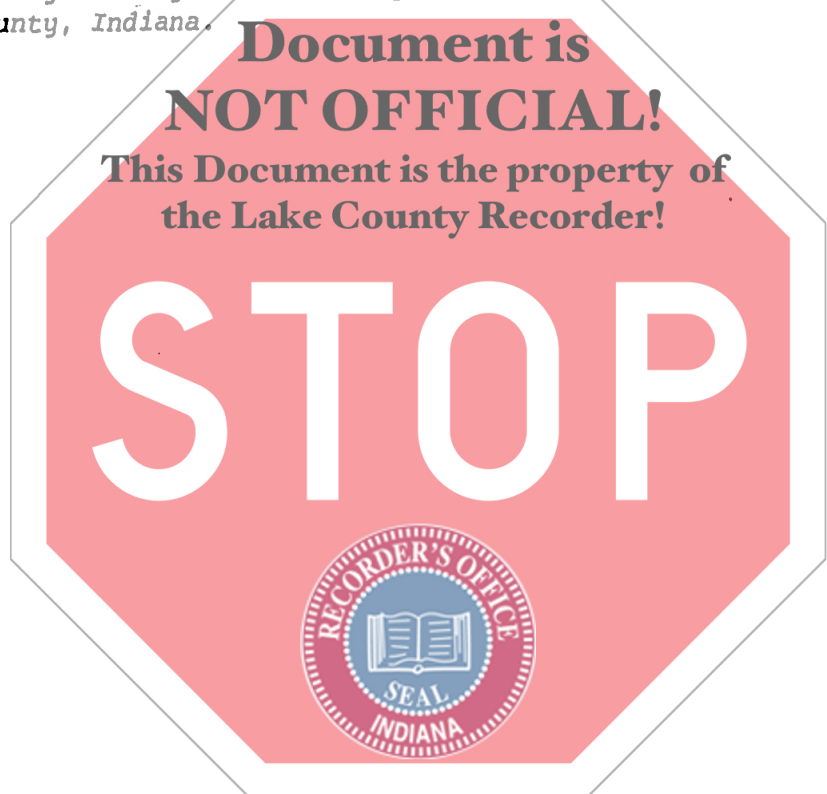 unty, Indiana.
Document is
NOT OFFICIAL!
This Document is the property of
the Lake County Recorder!
STOP
RECORDER'S OFFICE
SEAL
INDIANA